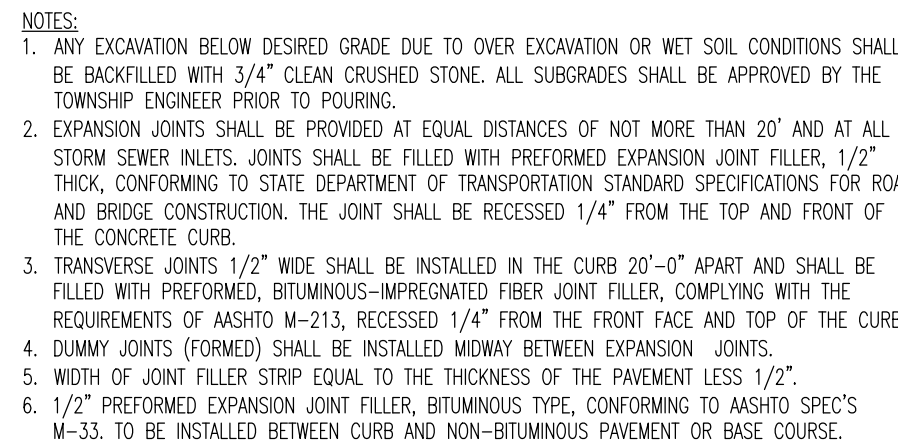 NOTES:
1. ANY EXCAVATION BELOW DESIRED GRADE DUE TO OVER EXCAVATION OR WET SOIL CONDITIONS SHALL
BE BACKFILLED WITH 3/4" CLEAN CRUSHED STONE. ALL SUBGRADES SHALL BE APPROVED BY THE
TOWNSHIP ENGINEER PRIOR TO POURING.
2. EXPANSION JOINTS SHALL BE PROVIDED AT EQUAL DISTANCES OF NOT MORE THAN 20' AND AT ALL
STORM SEWER INLETS. JOINTS SHALL BE FILLED WITH PREFORMED EXPANSION JOINT FILLER, 1/2"
THICK, CONFORMING TO STATE DEPARTMENT OF TRANSPORTATION STANDARD SPECIFICATIONS FOR
AND BRIDGE CONSTRUCTION. THE JOINT SHALL BE RECESSED 1/4" FROM THE TOP AND FRONT OF
THE CONCRETE CURB.
3. TRANSVERSE JOINTS 1/2" WIDE SHALL BE INSTALLED IN THE CURB 20'-0" APART AND SHALL BE
FILLED WITH PREFORMED, BITUMINOUS-IMPREGNATED FIBER JOINT FILLER, COMPLYING WITH THE
REQUIREMENTS OF AASHTO M-213, RECESSED 1/4" FROM THE FRONT FACE AND TOP OF THE CURB
4. DUMMY JOINTS (FORMED) SHALL BE INSTALLED MIDWAY BETWEEN EXPANSION JOINTS.
5. WIDTH OF JOINT FILLER STRIP EQUAL TO THE THICKNESS OF THE PAVEMENT LESS 1/2".
6. 1/2" PREFORMED EXPANSION JOINT FILLER, BITUMINOUS TYPE, CONFORMING TO AASHTO SPEC'S
M-33. TO BE INSTALLED BETWEEN CURB AND NON-BITUMINOUS PAVEMENT OR BASE COURSE.